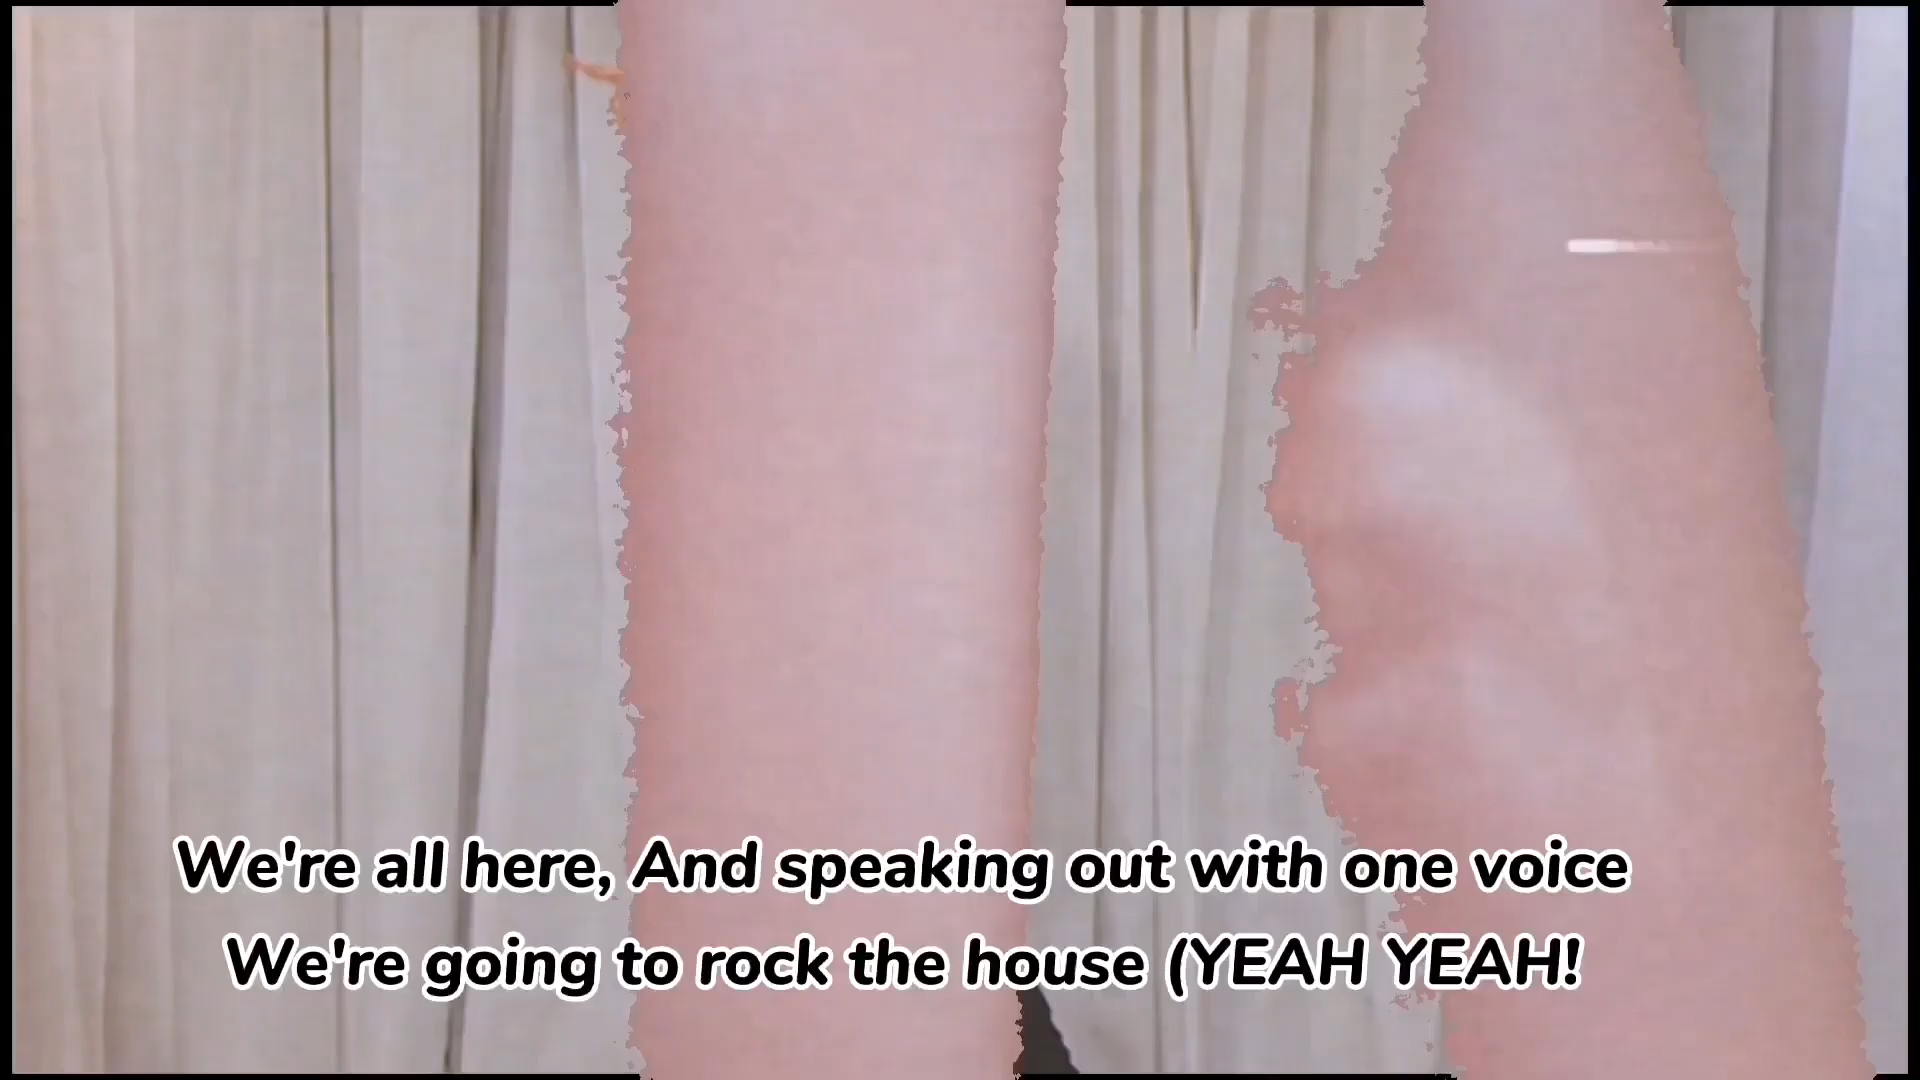 We're all here, And speaking out with one voice
We're going to rock the house (YEAH YEAH!